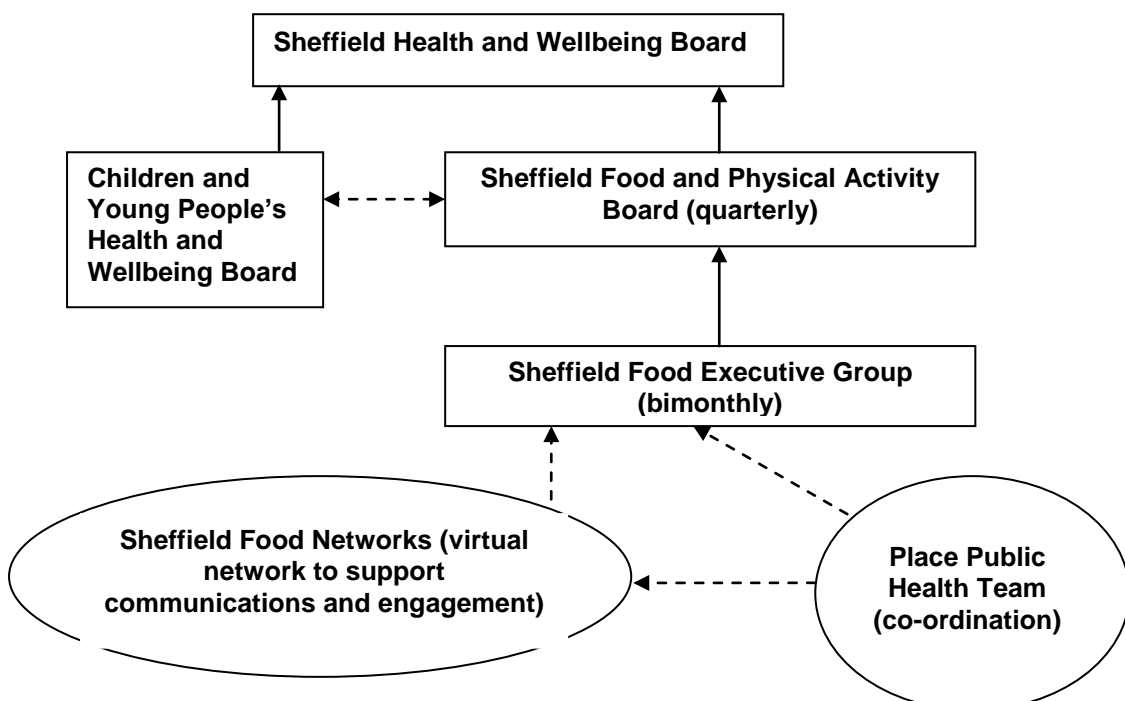 Sheffield Health and Wellbeing Board
Children and
Young People’s
Health and
Wellbeing Board
Sheffield Food and Physical Activity
Board (quarterly)
Sheffield Food Executive Group
(bimonthly)
Sheffield Food Networks (virtual
network to support
communications and engagement)
Place Public
Health Team
(co-ordination)